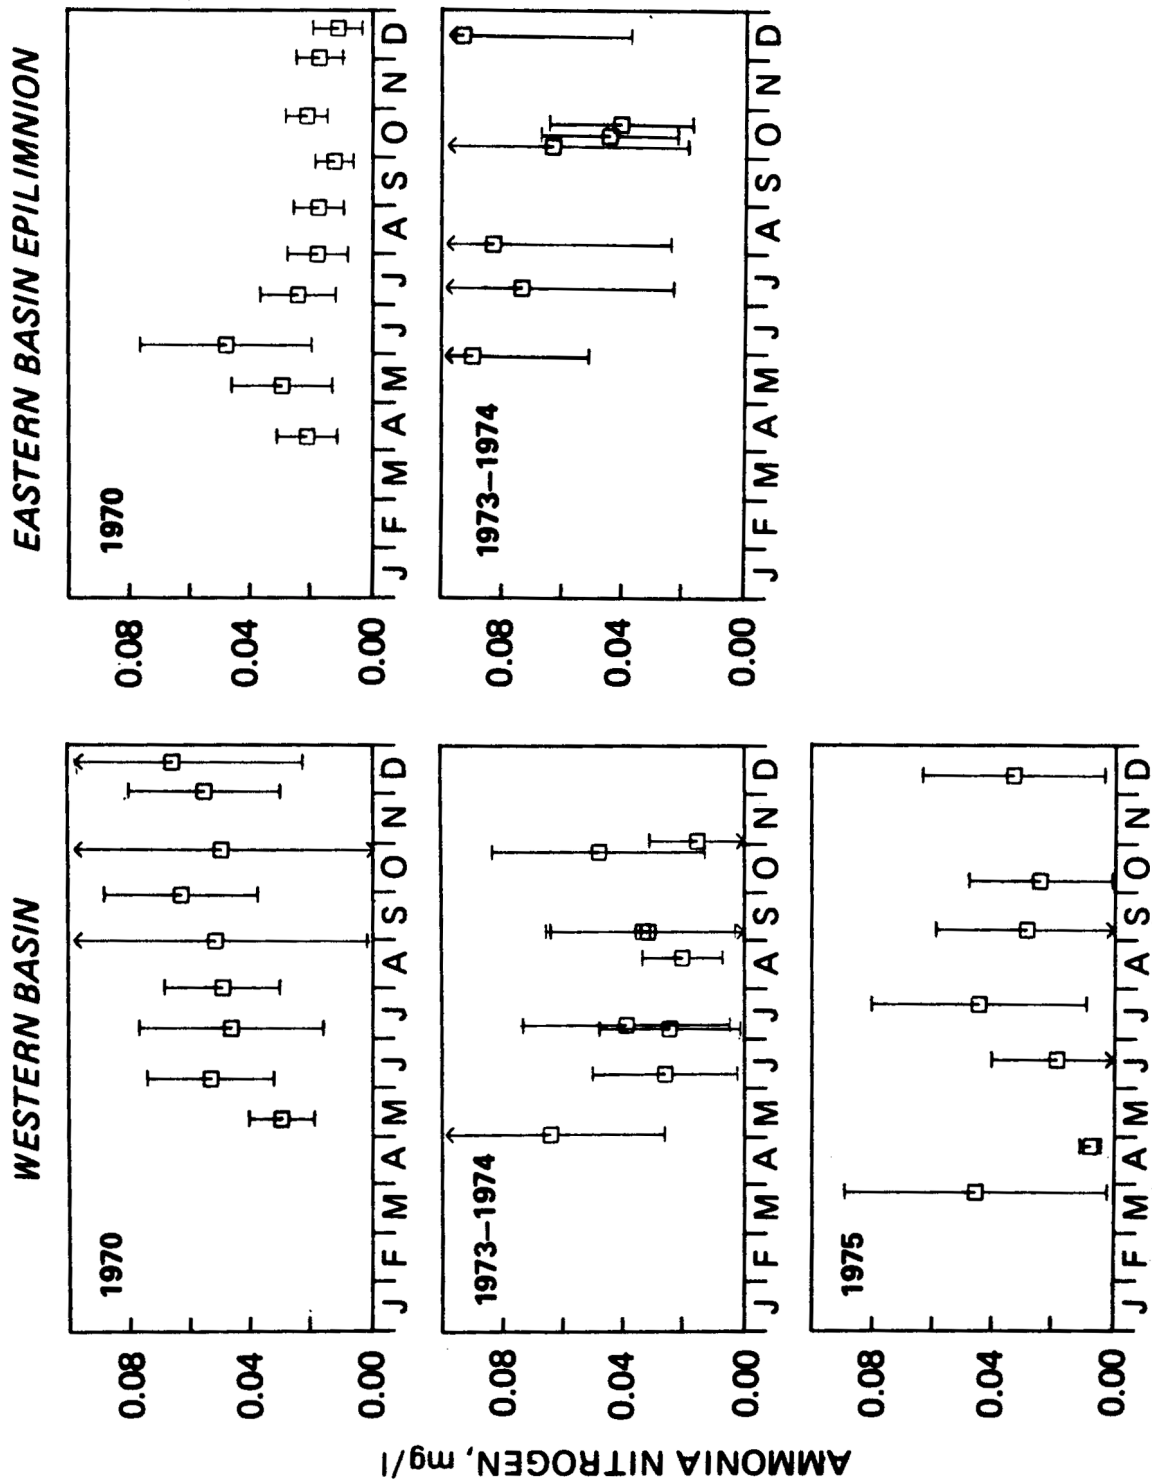 WESTERN BASIN
EASTERN BASIN EPILIMNION
AMMONIA NITROGEN, mg/l
1970
0.08
0.04
0.00
J F M A M J J A S O N D
1970
0.08
0.04
0.00
J F M A M J J A S O N D
1973–1974
0.08
0.04
0.00
J F M A M J J A S O N D
1973–1974
0.08
0.04
0.00
J F M A M J J A S O N D
1975
0.08
0.04
0.00
J F M A M J J A S O N D